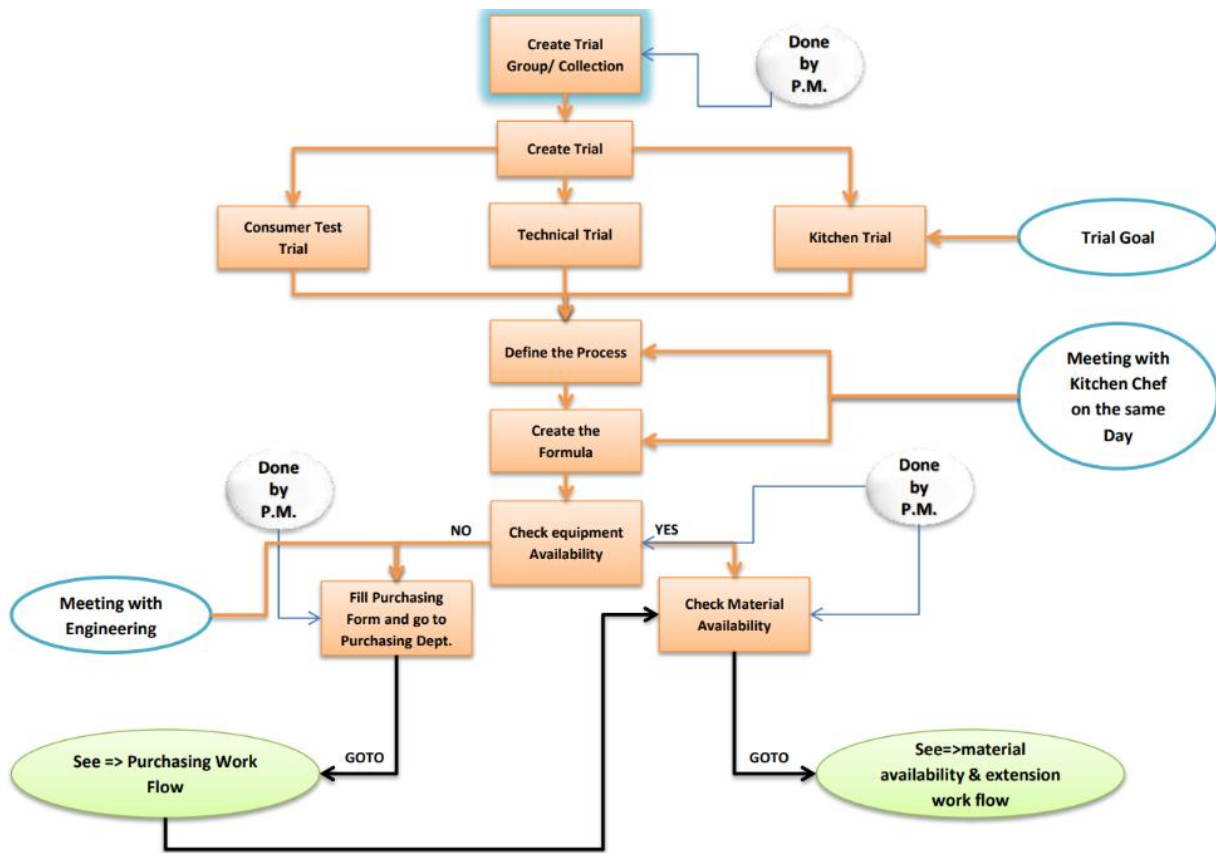 Create Trial
Group/ Collection
Done
by
P.M.
Create Trial
Consumer Test
Trial
Technical Trial
Kitchen Trial
Trial Goal
Define the Process
Meeting with
Kitchen Chef
on the same
Day
Create the
Formula
Done
by
P.M.
Done
by
P.M.
NO
Check equipment
Availability
YES
Meeting with
Engineering
Fill Purchasing
Form and go to
Purchasing Dept.
Check Material
Availability
See => Purchasing Work
Flow
GOTO
GOTO
See=>material
availability & extension
work flow